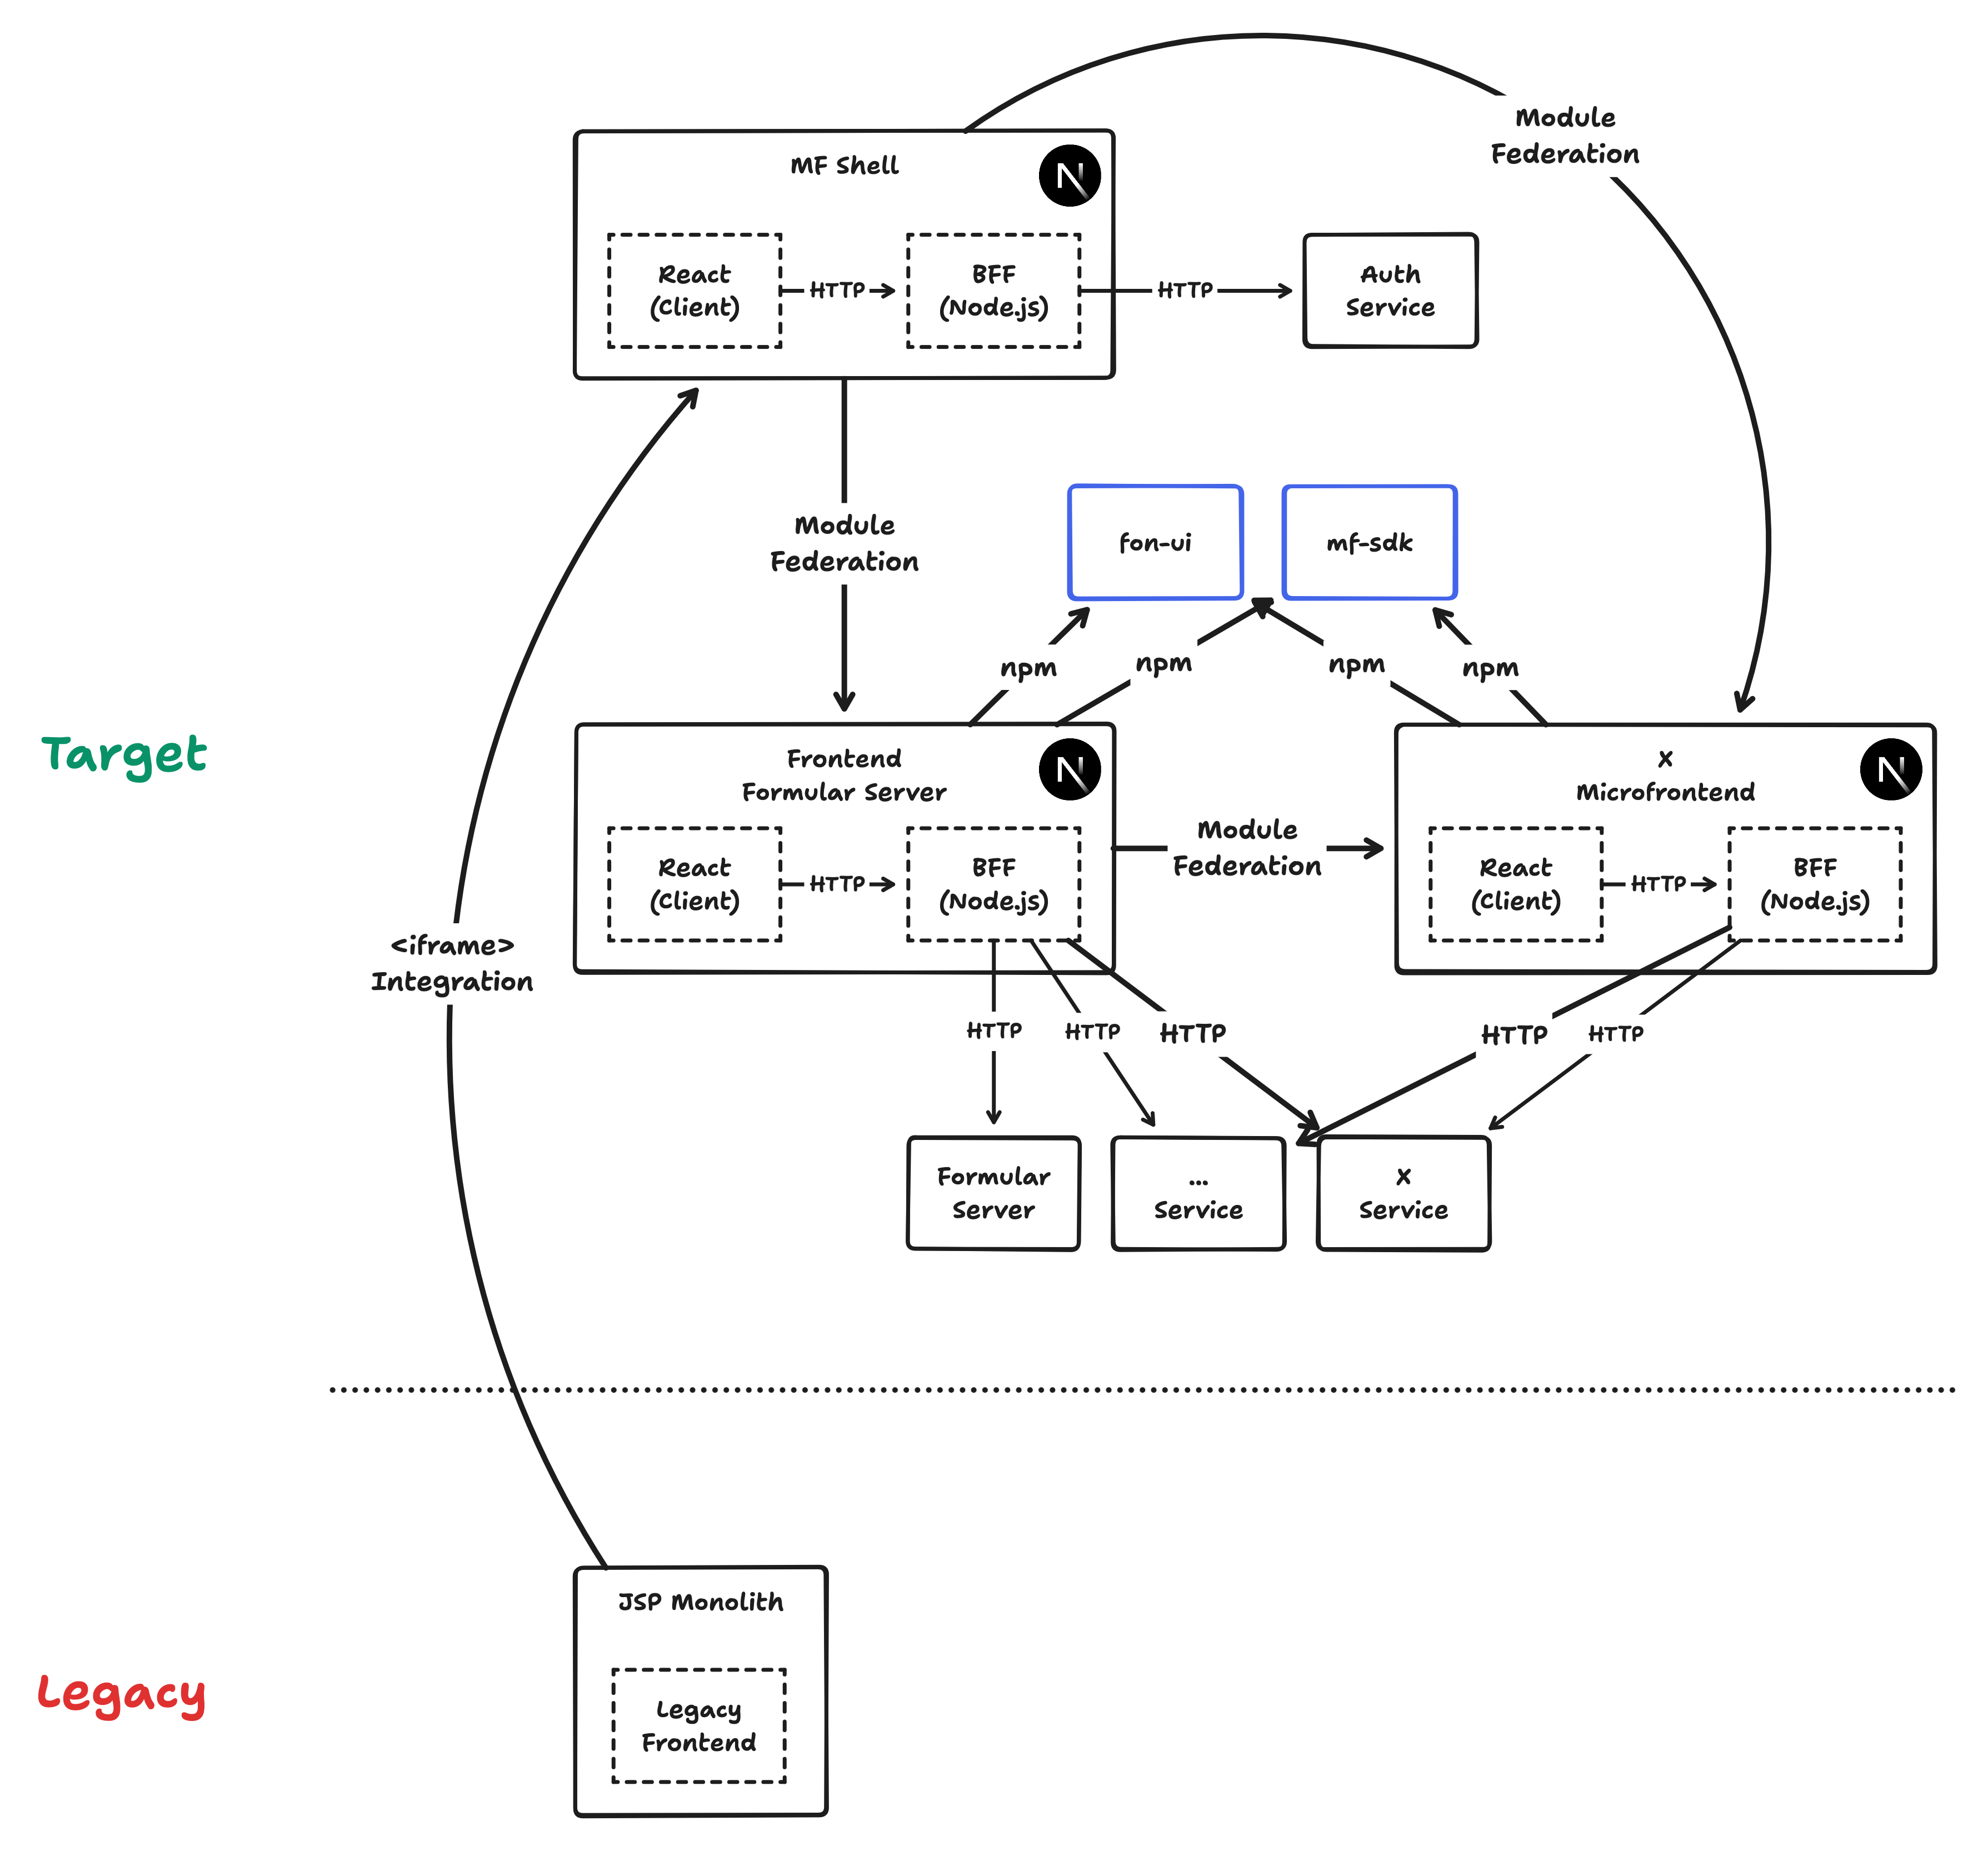 Module
Federation
MF Shell
N
React
(Client)
HTTP
BFF
(Node.js)
HTTP
Auth
Service
Module
Federation
fon-ui
mf-sdk
npm
npm
npm
npm
Target
Frontend
Formular Server
N
React
(Client)
HTTP
BFF
(Node.js)
Module
Federation
X
Microfrontend
N
React
(Client)
HTTP
BFF
(Node.js)
<iframe>
Integration
HTTP
HTTP
HTTP
HTTP
HTTP
Formular
Server
...
Service
X
Service
JSP Monolith
Legacy
Legacy
Frontend